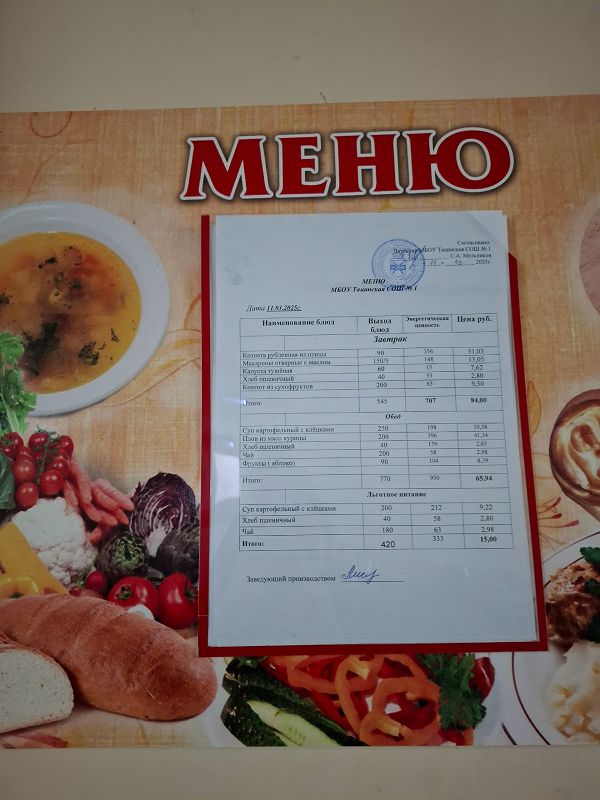 МЕНЮ
Согласовано:
Директор МБОУ Тацинская СОШ № 1
С.А. Мельников
2025г.
МЕНЮ
МБОУ Тацинская СОШ № 1
Дата 11.03.2025г.
Наименование блюд Выход блюд Энергетическая ценность Цена руб.
Завтрак
Котлета рубленная из птицы 90 356 51,03
Макароны отварные с маслом 150/5 148 13,05
Капуста тушёная 60 15 7,62
Хлеб пшеничный 40 53 2,80
Компот из сухофруктов 200 63 9,50
Итого: 545 707 84,00
Обед
Суп картофельный с клёцками 250 198 10,58
Плов из мясо курицы 200 396 41,34
Хлеб пшеничный 40 179 2,65
Чай 200 58 2,98
Фрукты ( яблоко) 90 104 8,39
Итого: 770 950 65,94
Льготное питание
Суп картофельный с клёцками 200 212 9,22
Хлеб пшеничный 40 58 2,80
Чай 180 63 2,98
Итого: 420 333 15,00
Заведующий производством